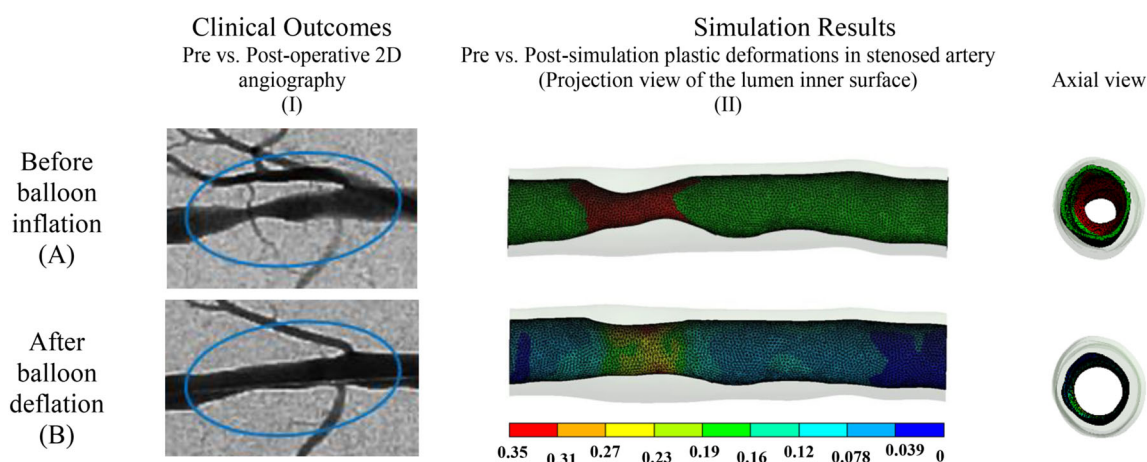 Clinical Outcomes
Pre vs. Post-operative 2D
angiography
(I)
Simulation Results
Pre vs. Post-simulation plastic deformations in stenosed artery
(Projection view of the lumen inner surface)
(II)
Axial view
Before
balloon
inflation
(A)
After
balloon
deflation
(B)
0.35 0.31 0.27 0.23 0.19 0.16 0.12 0.078 0.039 0